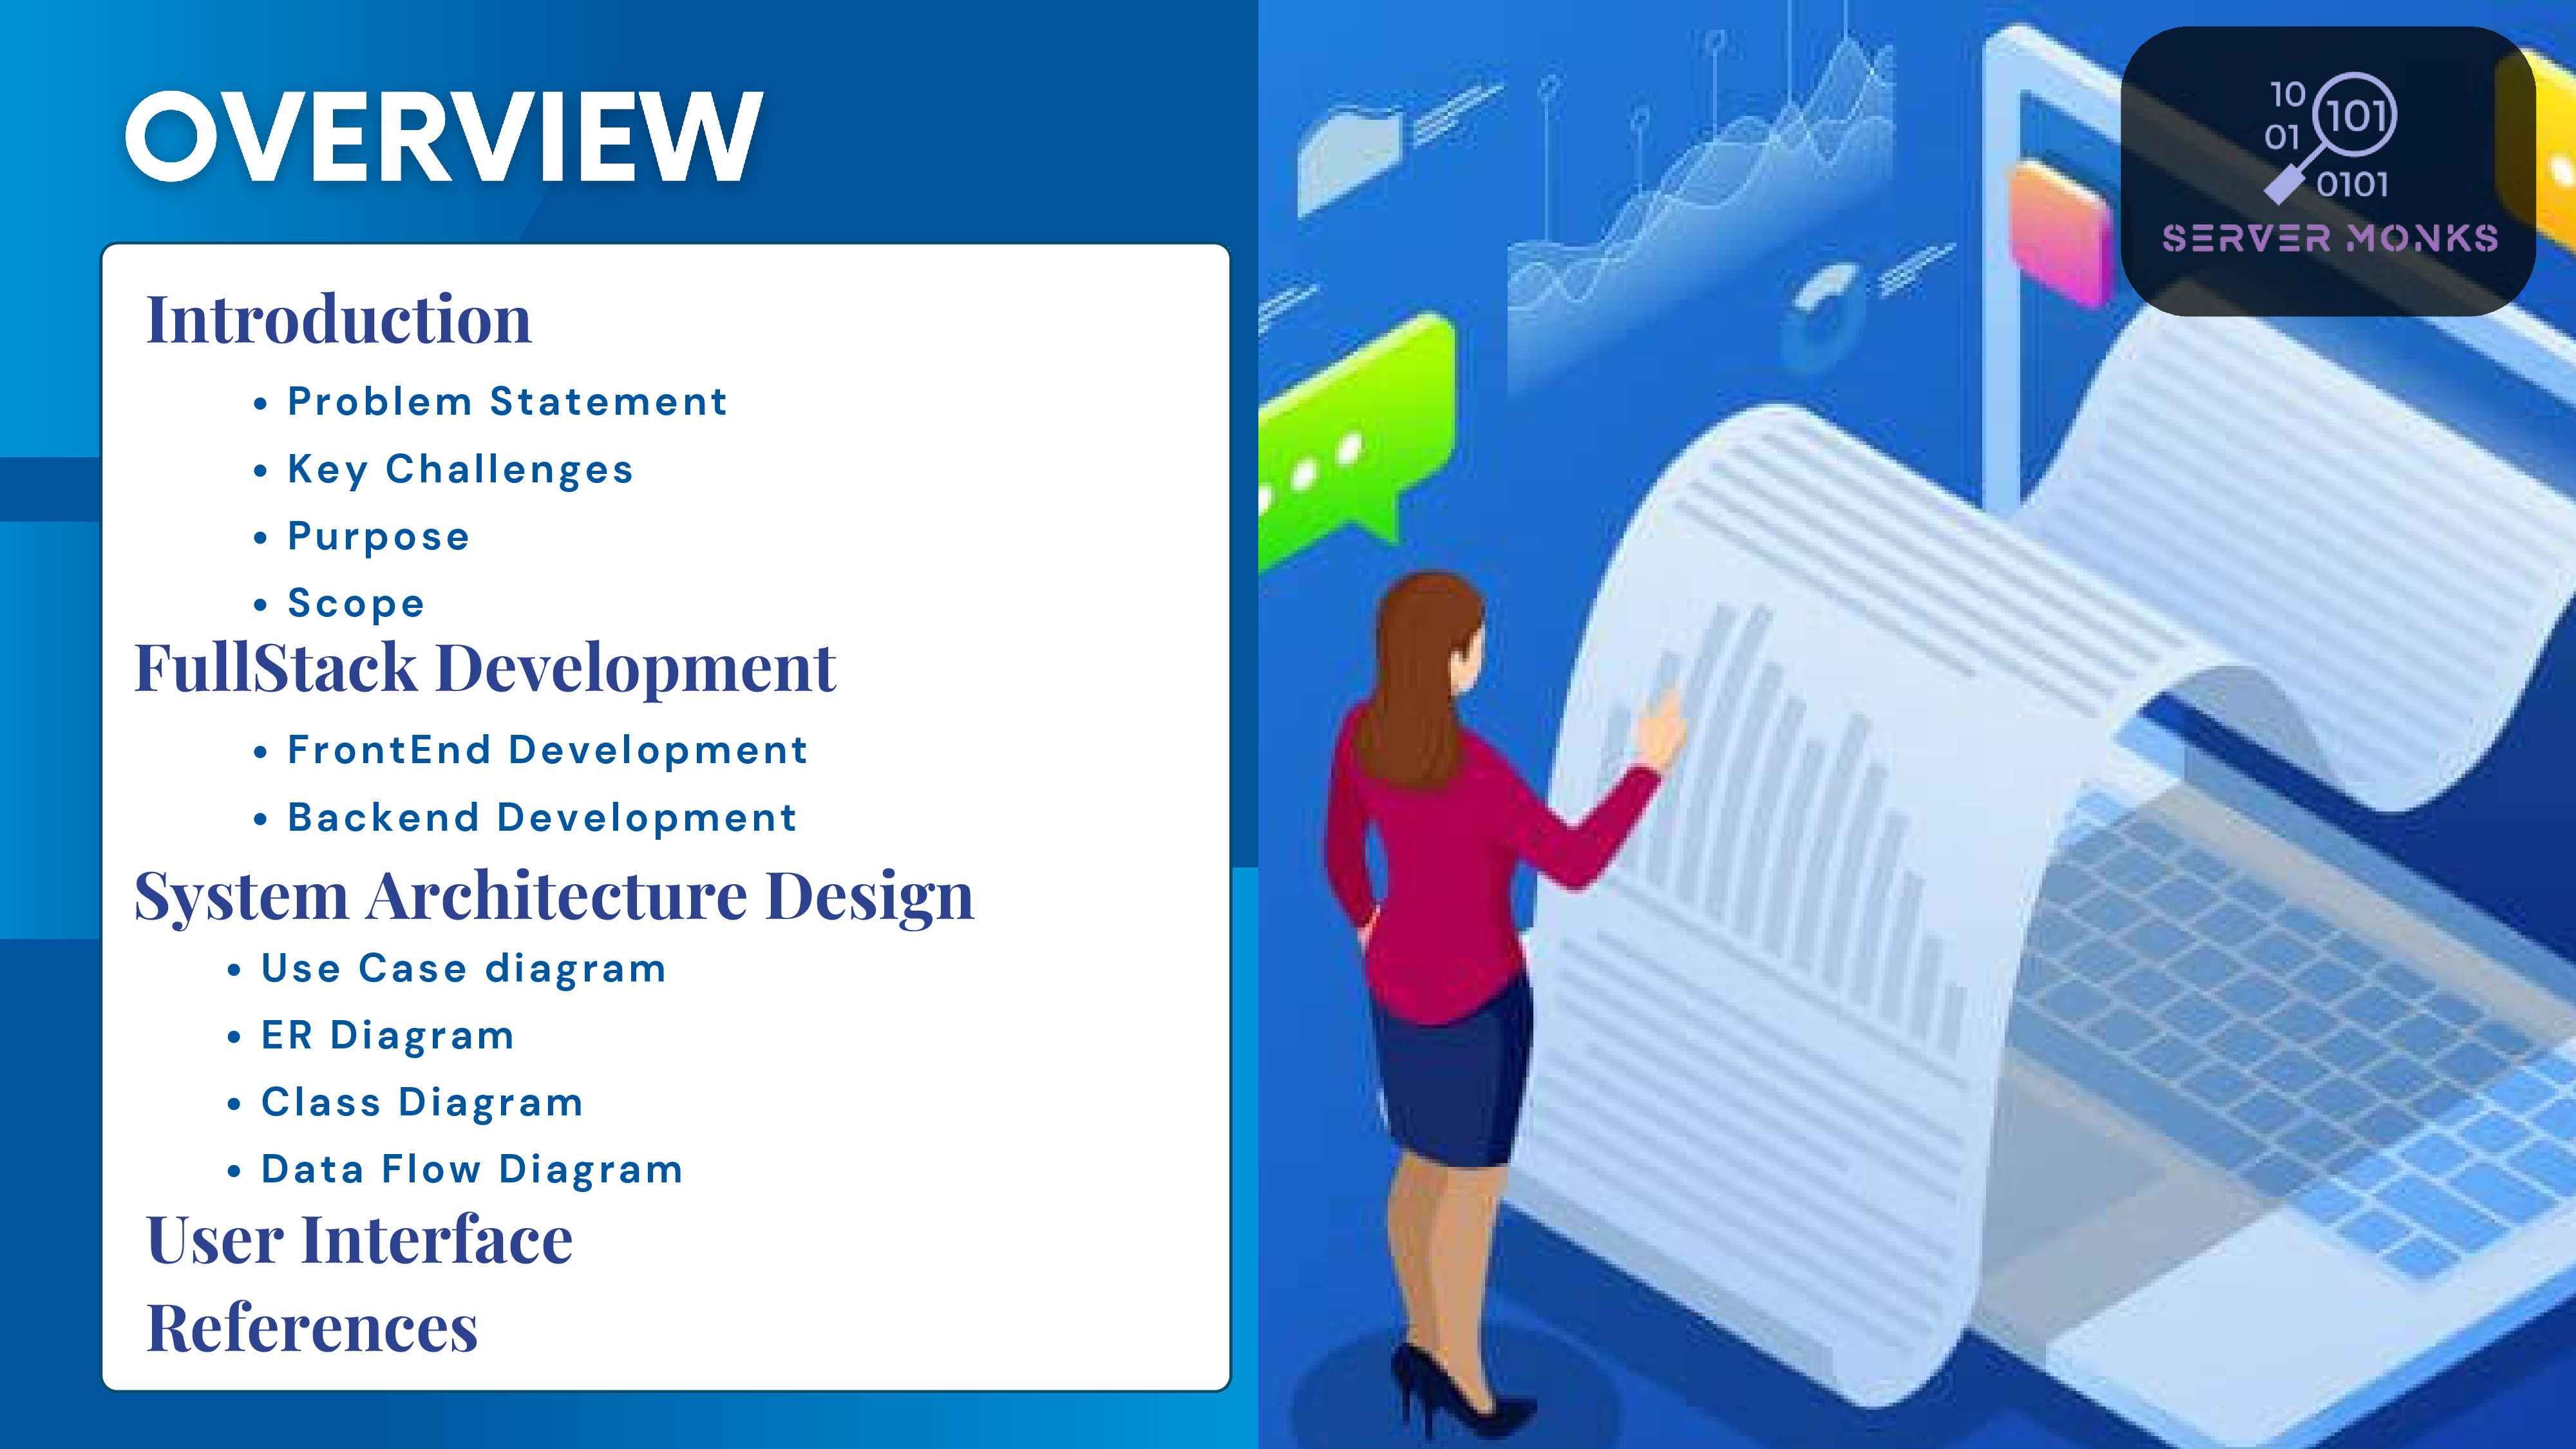 OVERVIEW
Introduction
• Problem Statement
• Key Challenges
• Purpose
• Scope
FullStack Development
• FrontEnd Development
• Backend Development
System Architecture Design
• Use Case diagram
• ER Diagram
• Class Diagram
• Data Flow Diagram
User Interface
References
10
101
01
0101
SERVER MONKS